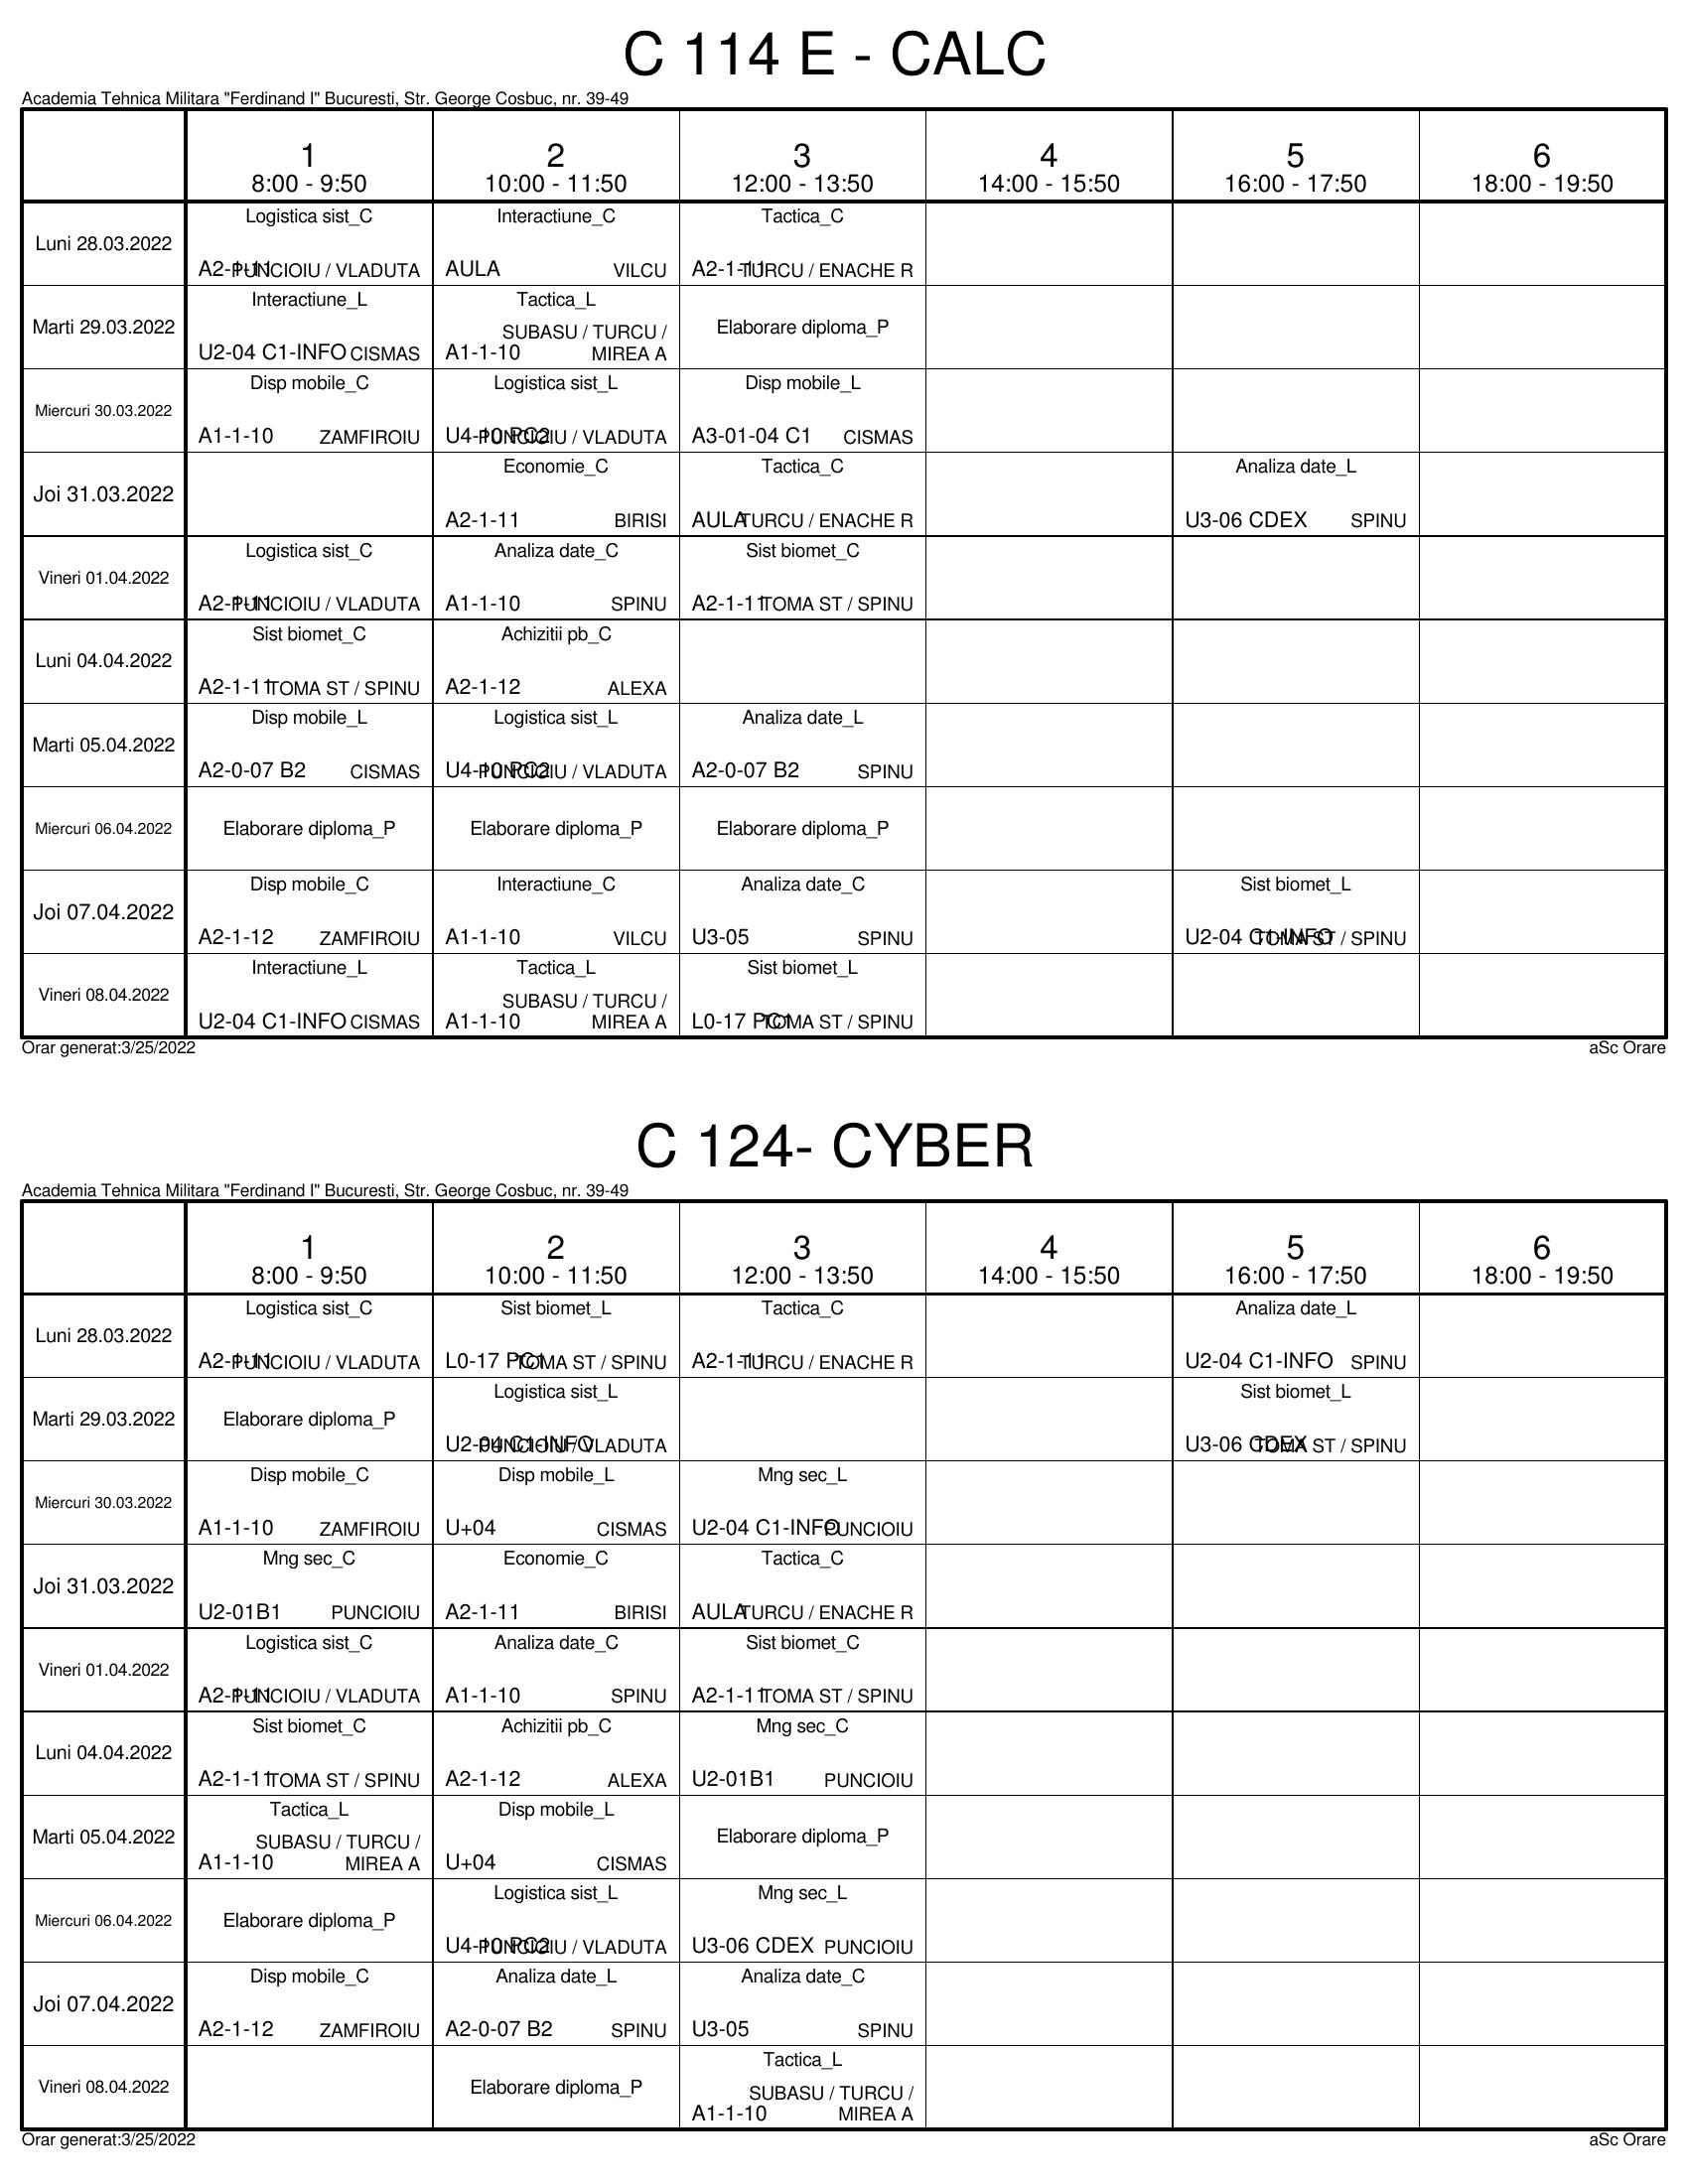 C 114 E - CALC
Academia Tehnica Militara "Ferdinand I" Bucuresti, Str. George Cosbuc, nr. 39-49
1 2 3 4 5 6
8:00 - 9:50 10:00 - 11:50 12:00 - 13:50 14:00 - 15:50 16:00 - 17:50 18:00 - 19:50
Logistica sist_C Interactiune_C Tactica_C
Luni 28.03.2022
A2-1-11 PUNCIOIU / VLADUTA AULA VILCU A2-1-11 TURCU / ENACHE R
Interactiune_L Tactica_L
Marti 29.03.2022 SUBASU / TURCU / Elaborare diploma_P
U2-04 C1-INFO CISMAS A1-1-10 MIREA A
Disp mobile_C Logistica sist_L Disp mobile_L
Miercuri 30.03.2022
A1-1-10 ZAMFIROIU U4-10 PC2 PUNCIOIU / VLADUTA A3-01-04 C1 CISMAS
Economie_C Tactica_C Analiza date_L
Joi 31.03.2022
A2-1-11 BIRISI AULA TURCU / ENACHE R U3-06 CDEX SPINU
Logistica sist_C Analiza date_C Sist biomet_C
Vineri 01.04.2022
A2-1-11 PUNCIOIU / VLADUTA A1-1-10 SPINU A2-1-11 TOMA ST / SPINU
Sist biomet_C Achizitii pb_C
Luni 04.04.2022
A2-1-11 TOMA ST / SPINU A2-1-12 ALEXA
Disp mobile_L Logistica sist_L Analiza date_L
Marti 05.04.2022
A2-0-07 B2 CISMAS U4-10 PC2 PUNCIOIU / VLADUTA A2-0-07 B2 SPINU
Miercuri 06.04.2022 Elaborare diploma_P Elaborare diploma_P Elaborare diploma_P
Disp mobile_C Interactiune_C Analiza date_C Sist biomet_L
Joi 07.04.2022
A2-1-12 ZAMFIROIU A1-1-10 VILCU U3-05 SPINU U2-04 C1-INFO TOMA ST / SPINU
Interactiune_L Tactica_L Sist biomet_L
Vineri 08.04.2022 SUBASU / TURCU /
U2-04 C1-INFO CISMAS A1-1-10 MIREA A L0-17 PC1 TOMA ST / SPINU
Orar generat:3/25/2022 aSc Orare
C 124- CYBER
Academia Tehnica Militara "Ferdinand I" Bucuresti, Str. George Cosbuc, nr. 39-49
1 2 3 4 5 6
8:00 - 9:50 10:00 - 11:50 12:00 - 13:50 14:00 - 15:50 16:00 - 17:50 18:00 - 19:50
Logistica sist_C Sist biomet_L Tactica_C Analiza date_L
Luni 28.03.2022
A2-1-11 PUNCIOIU / VLADUTA L0-17 PC1 TOMA ST / SPINU A2-1-11 TURCU / ENACHE R U2-04 C1-INFO SPINU
Logistica sist_L Sist biomet_L
Marti 29.03.2022 Elaborare diploma_P
U2-04 C1-INFO PUNCIOIU / VLADUTA U3-06 CDEX TOMA ST / SPINU
Disp mobile_C Disp mobile_L Mng sec_L
Miercuri 30.03.2022
A1-1-10 ZAMFIROIU U+04 CISMAS U2-04 C1-INFO PUNCIOIU
Mng sec_C Economie_C Tactica_C
Joi 31.03.2022
U2-01B1 PUNCIOIU A2-1-11 BIRISI AULA TURCU / ENACHE R
Logistica sist_C Analiza date_C Sist biomet_C
Vineri 01.04.2022
A2-1-11 PUNCIOIU / VLADUTA A1-1-10 SPINU A2-1-11 TOMA ST / SPINU
Sist biomet_C Achizitii pb_C Mng sec_C
Luni 04.04.2022
A2-1-11 TOMA ST / SPINU A2-1-12 ALEXA U2-01B1 PUNCIOIU
Tactica_L Disp mobile_L
Marti 05.04.2022 SUBASU / TURCU / Elaborare diploma_P
A1-1-10 MIREA A U+04 CISMAS
Logistica sist_L Mng sec_L
Miercuri 06.04.2022 Elaborare diploma_P
U4-10 PC2 PUNCIOIU / VLADUTA U3-06 CDEX PUNCIOIU
Disp mobile_C Analiza date_L Analiza date_C
Joi 07.04.2022
A2-1-12 ZAMFIROIU A2-0-07 B2 SPINU U3-05 SPINU
Tactica_L
Vineri 08.04.2022 Elaborare diploma_P SUBASU / TURCU /
A1-1-10 MIREA A
Orar generat:3/25/2022 aSc Orare